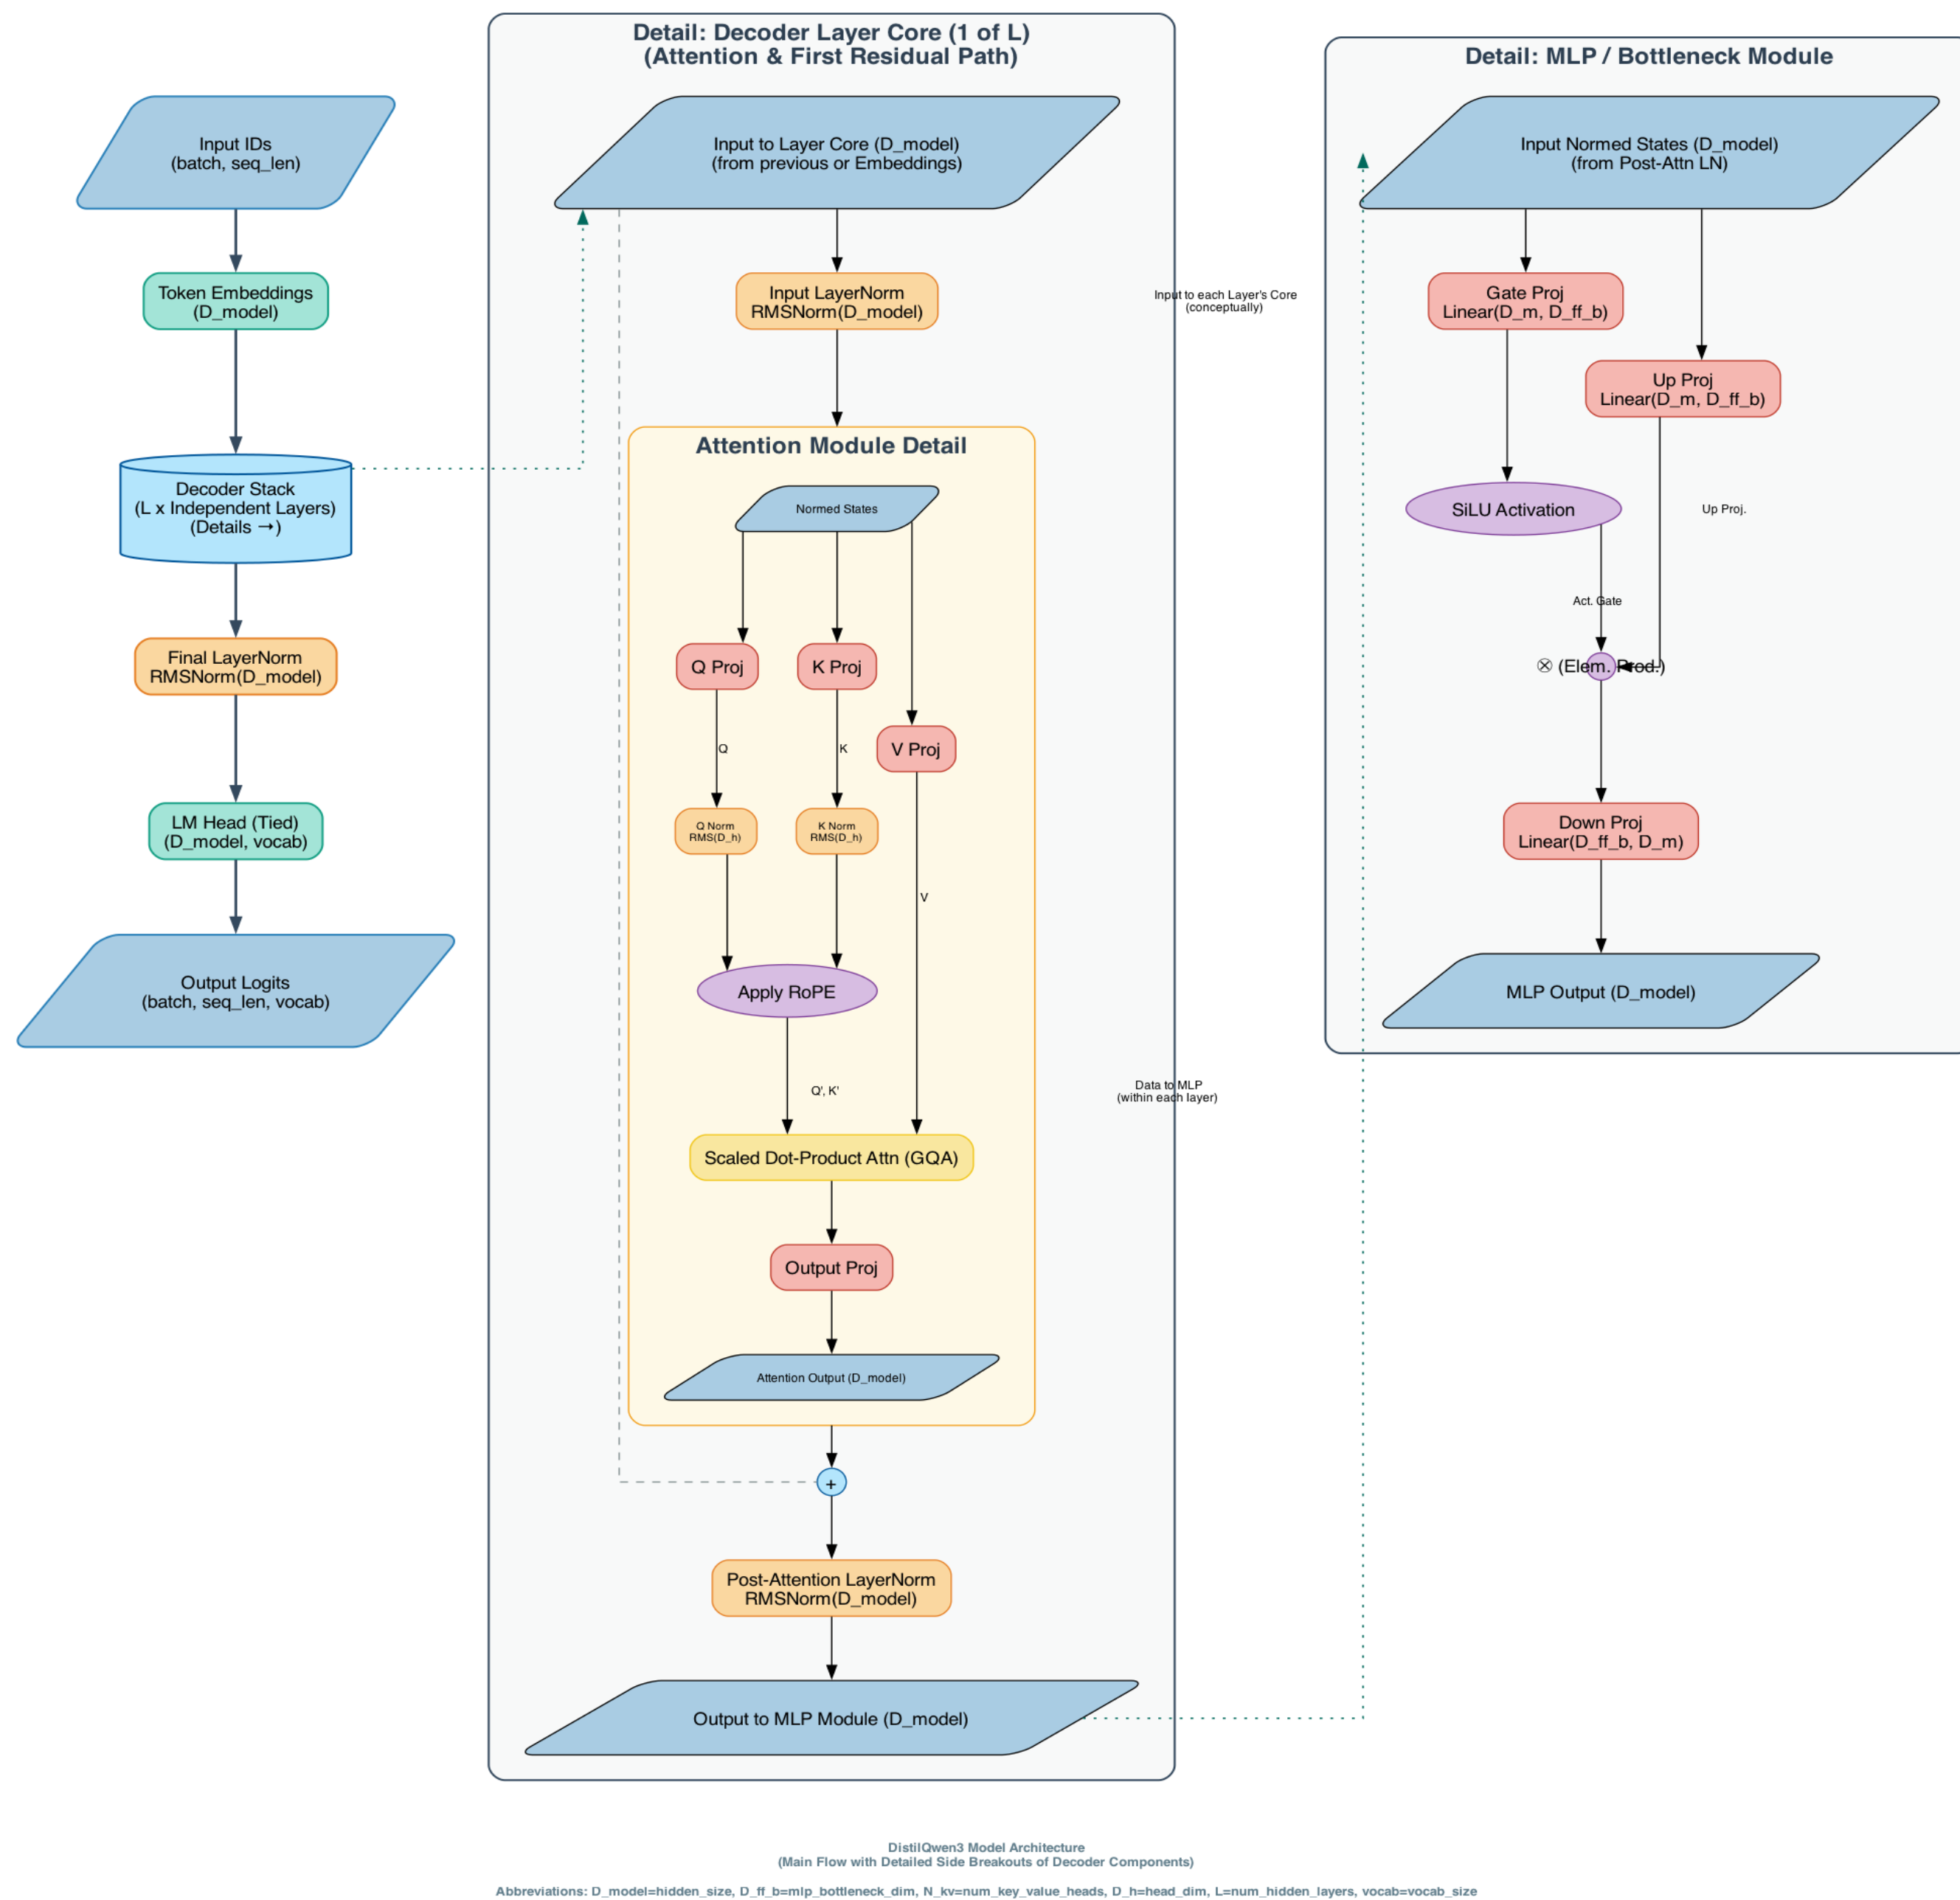 Input IDs
(batch, seq_len)
Token Embeddings
(D_model)
Decoder Stack
(L x Independent Layers)
(Details →)
Final LayerNorm
RMSNorm(D_model)
LM Head (Tied)
(D_model, vocab)
Output Logits
(batch, seq_len, vocab)
Detail: Decoder Layer Core (1 of L)
(Attention & First Residual Path)
Input to Layer Core (D_model)
(from previous or Embeddings)
Input LayerNorm
RMSNorm(D_model)
Input to each Layer's Core
(conceptually)
Attention Module Detail
Normed States
Q Proj
K Proj
V Proj
Q
K
Q Norm
RMS(D_h)
K Norm
RMS(D_h)
V
Apply RoPE
Q', K'
Scaled Dot-Product Attn (GQA)
Output Proj
Attention Output (D_model)
+
Post-Attention LayerNorm
RMSNorm(D_model)
Output to MLP Module (D_model)
Data to MLP
(within each layer)
Detail: MLP / Bottleneck Module
Input Normed States (D_model)
(from Post-Attn LN)
Gate Proj
Linear(D_m, D_ff_b)
Up Proj
Linear(D_m, D_ff_b)
SiLU Activation
Up Proj.
Act. Gate
⊗ (Elem. Prod.)
Down Proj
Linear(D_ff_b, D_m)
MLP Output (D_model)
DistilQwen3 Model Architecture
(Main Flow with Detailed Side Breakouts of Decoder Components)
Abbreviations: D_model=hidden_size, D_ff_b=mlp_bottleneck_dim, N_kv=num_key_value_heads, D_h=head_dim, L=num_hidden_layers, vocab=vocab_size